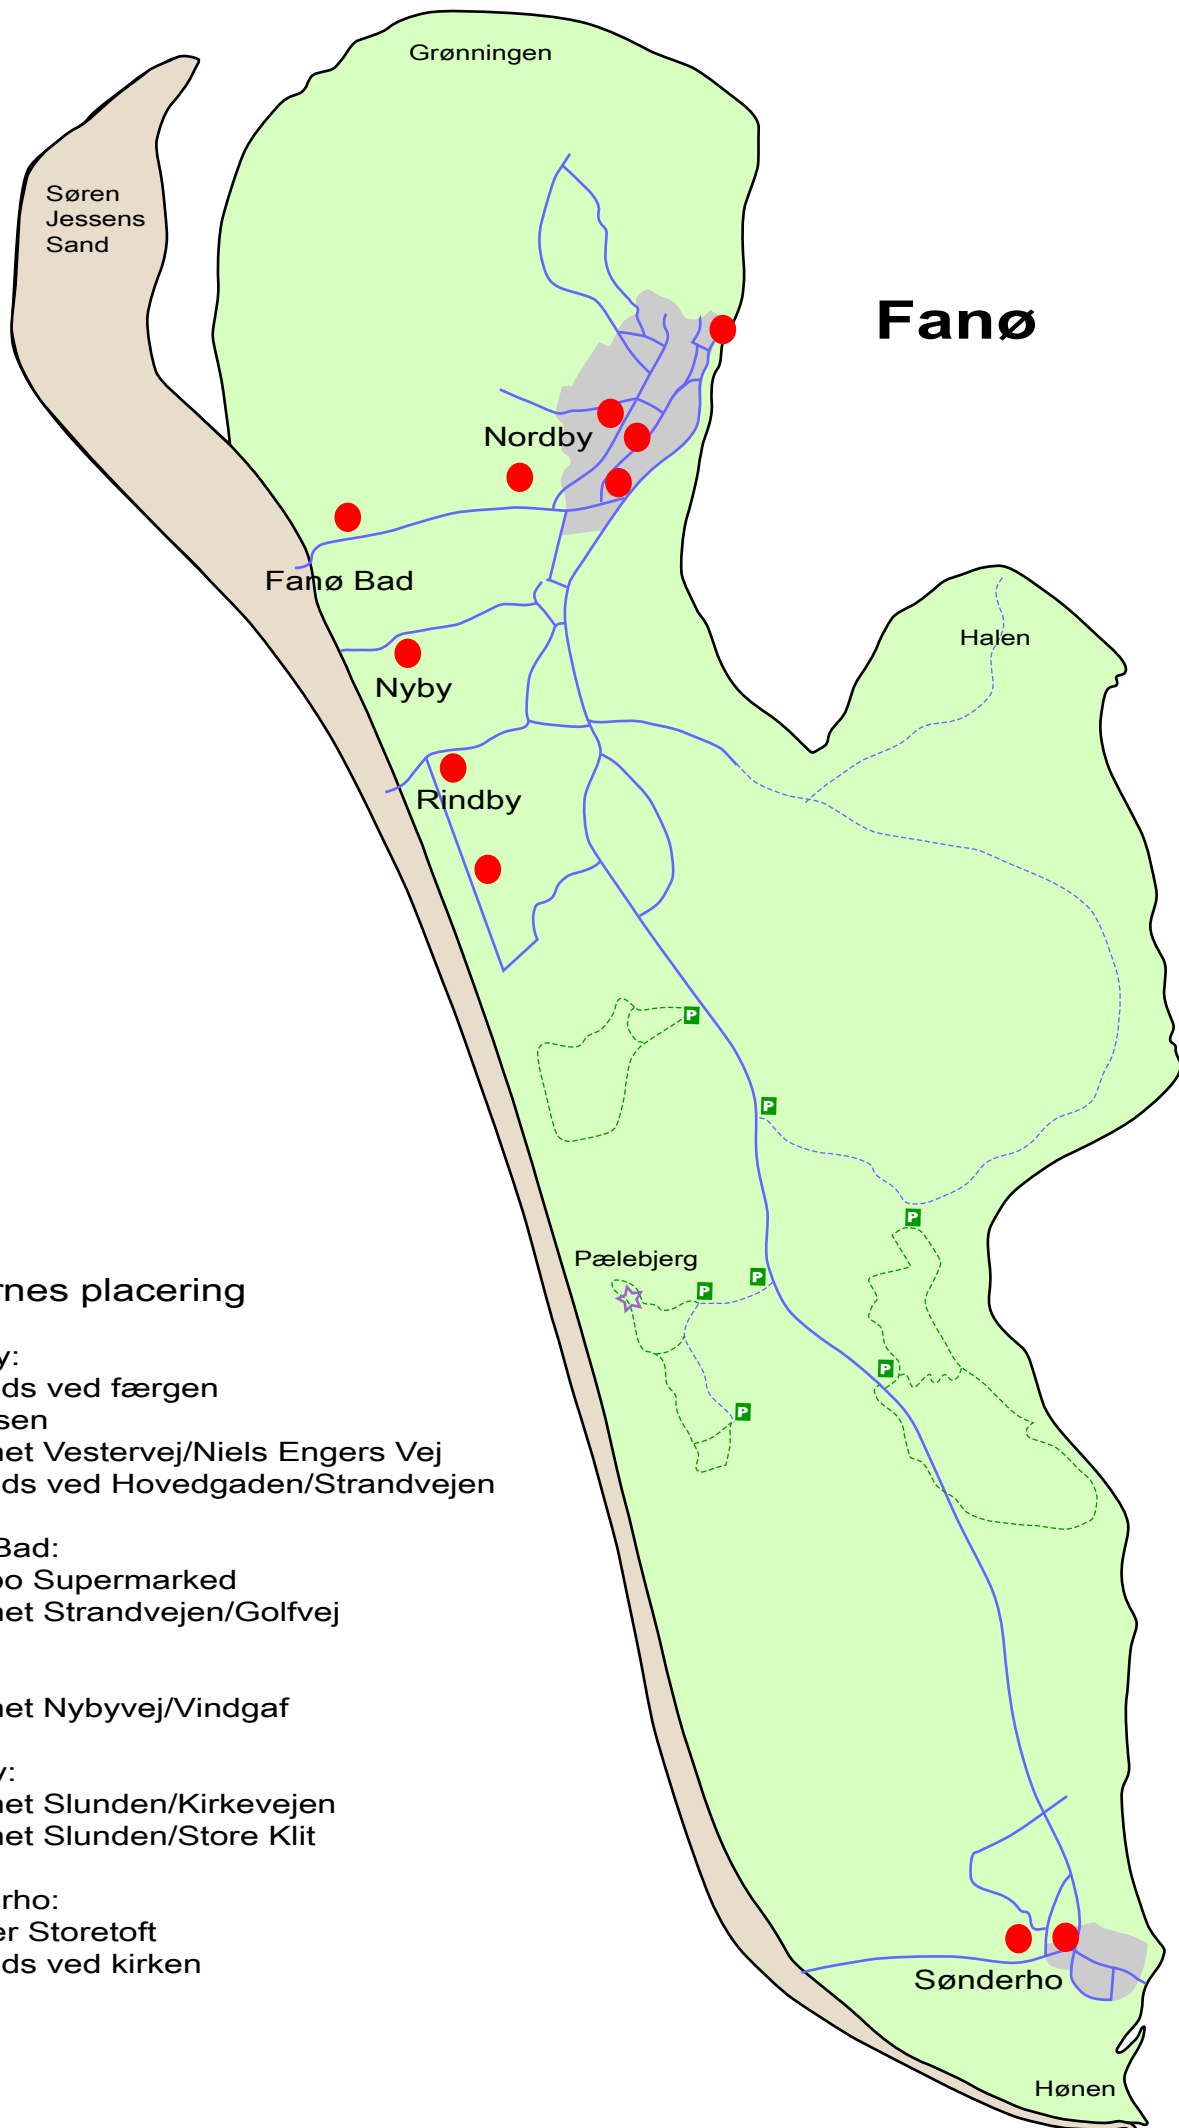 Grønningen
Søren
Jessens
Sand
Fanø
Nordby
Fanø Bad
Halen
Nyby
Rindby
P
P
P
Pælebjerg
P
P
P
P
rnes placering
y:
ds ved færgen
sen
net Vestervej/Niels Engers Vej
ds ved Hovedgaden/Strandvejen
Bad:
oo Supermarked
net Strandvejen/Golfvej
net Nybyvej/Vindgaf
y:
net Slunden/Kirkevejen
net Slunden/Store Klit
rho:
er Storetoft
ds ved kirken
Sønderho
Hønen